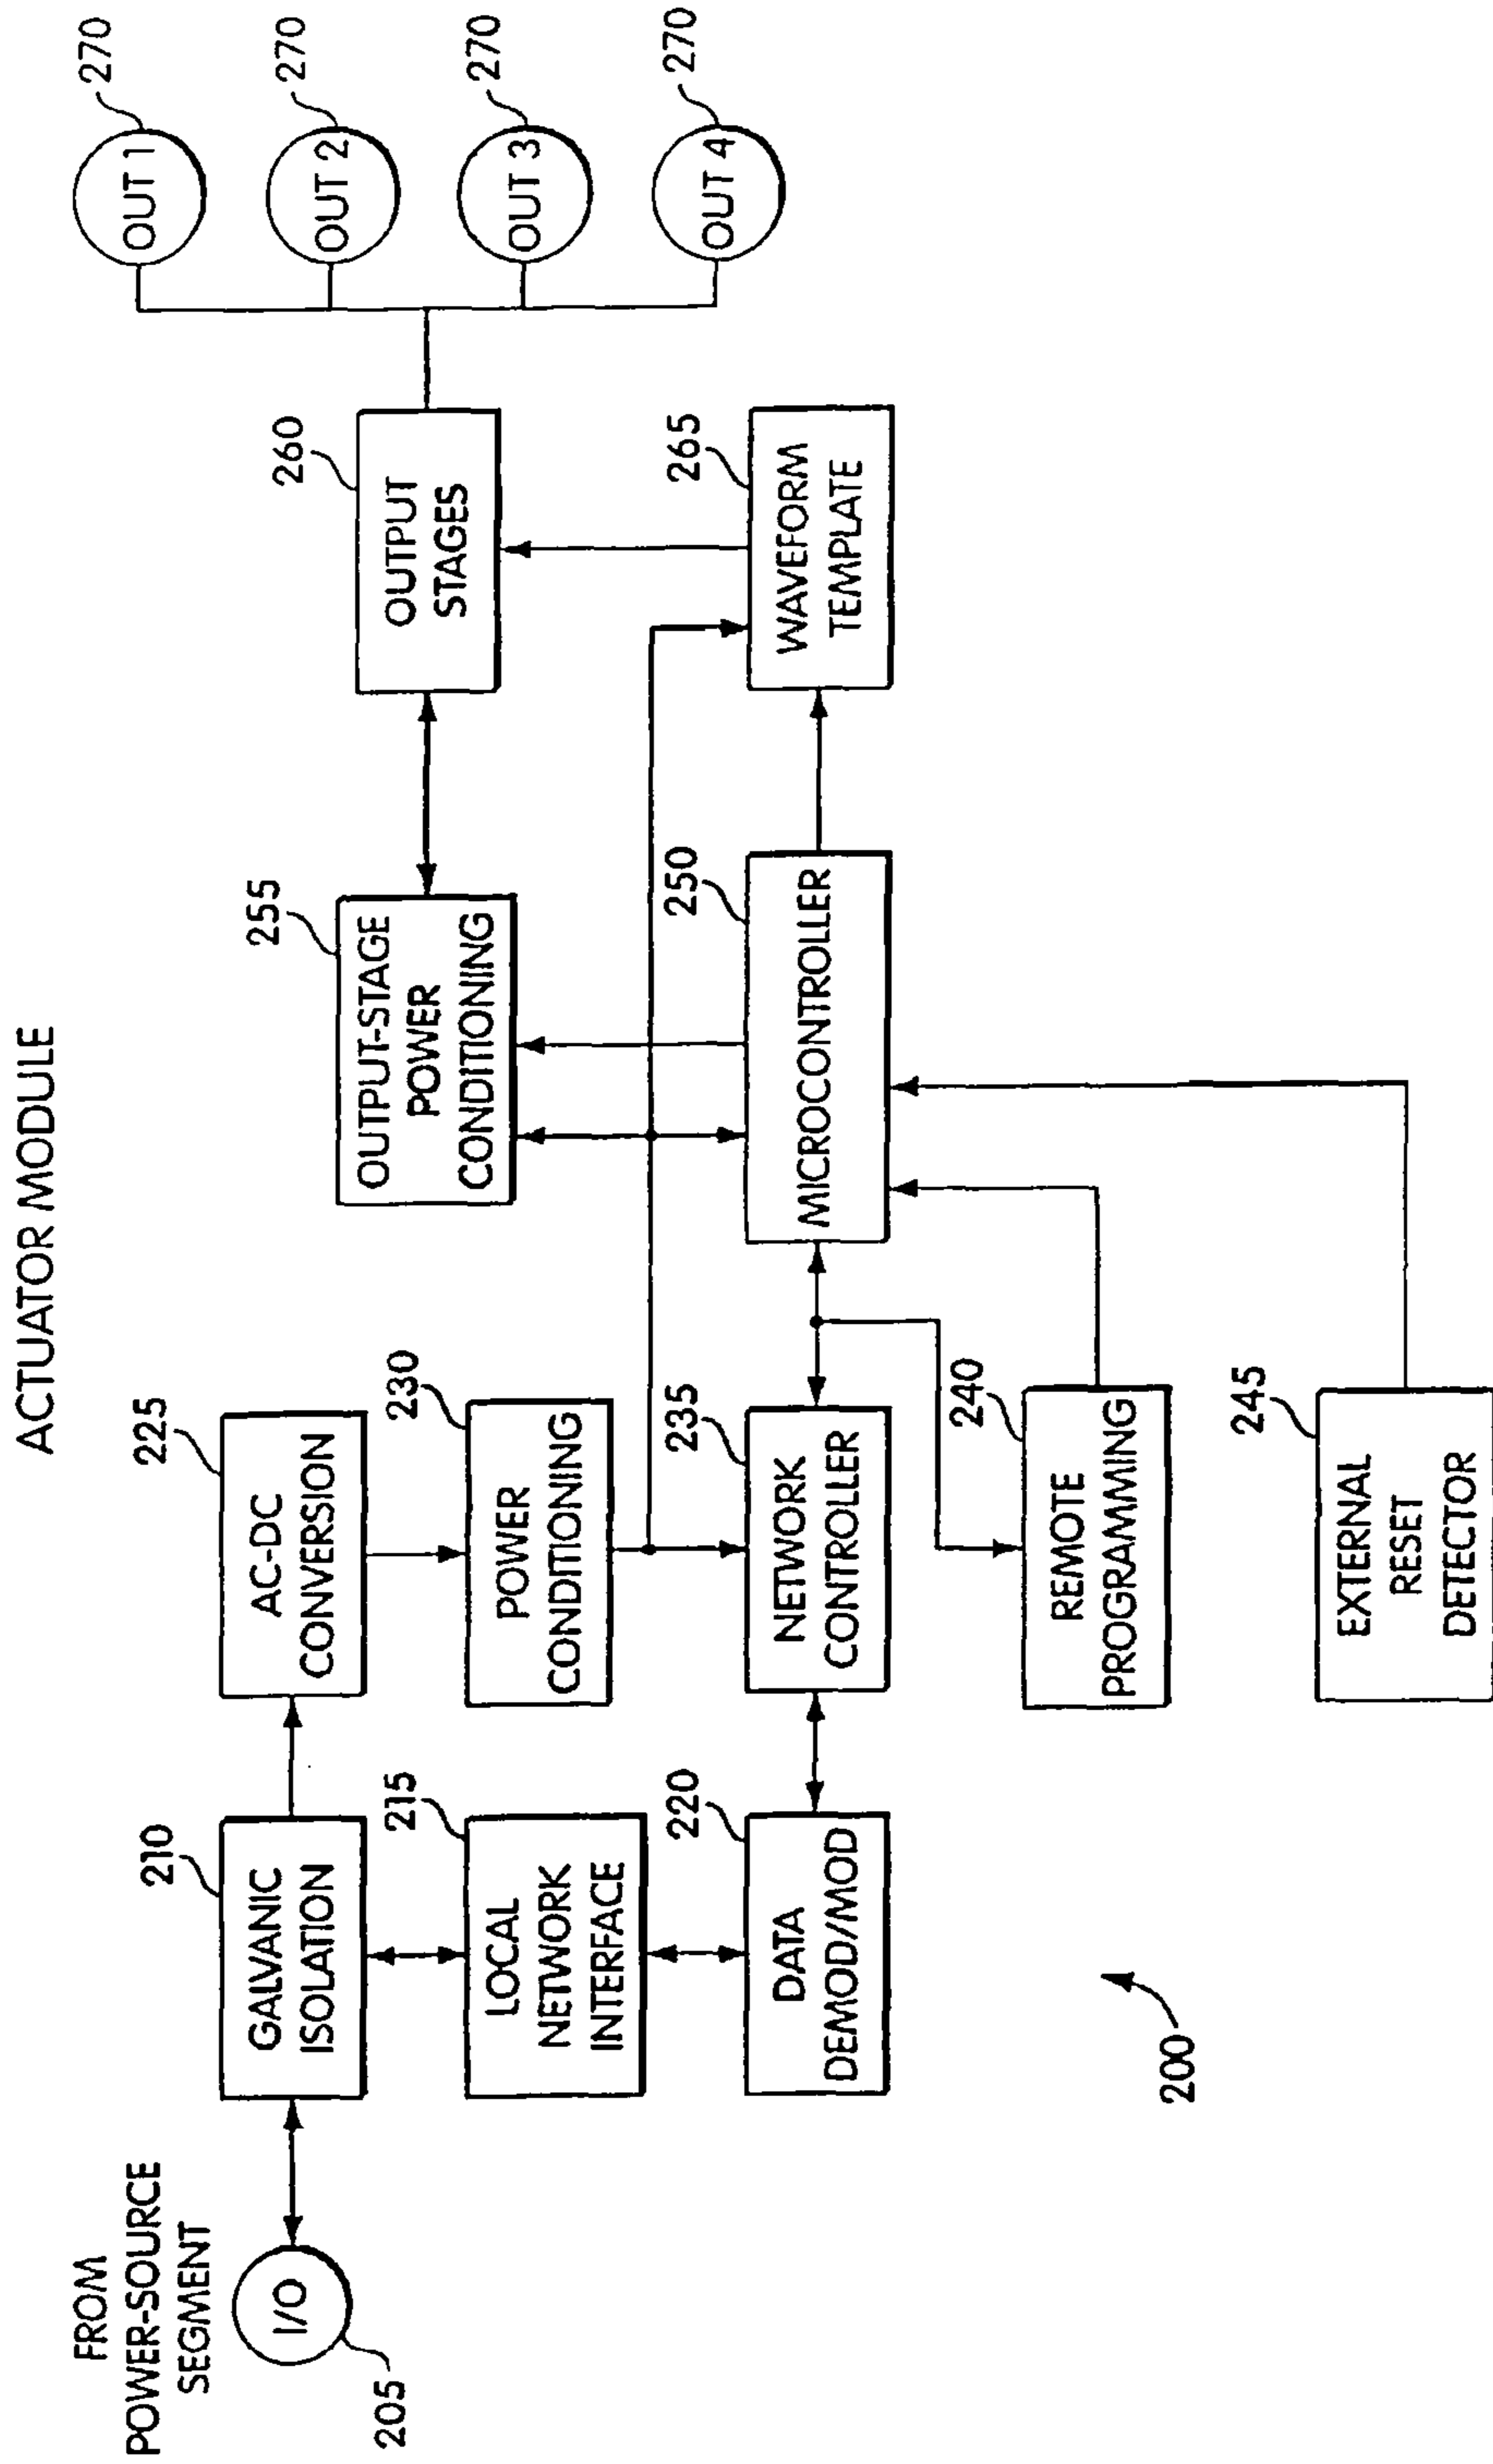 ACTUATOR MODULE
FROM
POWER-SOURCE
SEGMENT
I/O
205
210
GALVANIC
ISOLATION
215
LOCAL
NETWORK
INTERFACE
220
DATA
DEMOD/MOD
225
AC-DC
CONVERSION
230
POWER
CONDITIONING
235
NETWORK
CONTROLLER
240
REMOTE
PROGRAMMING
245
EXTERNAL
RESET
DETECTOR
255
OUTPUT-STAGE
POWER
CONDITIONING
250
MICROCONTROLLER
260
OUTPUT
STAGES
265
WAVEFORM
TEMPLATE
OUT 1
270
OUT 2
270
OUT 3
270
OUT 4
270
200